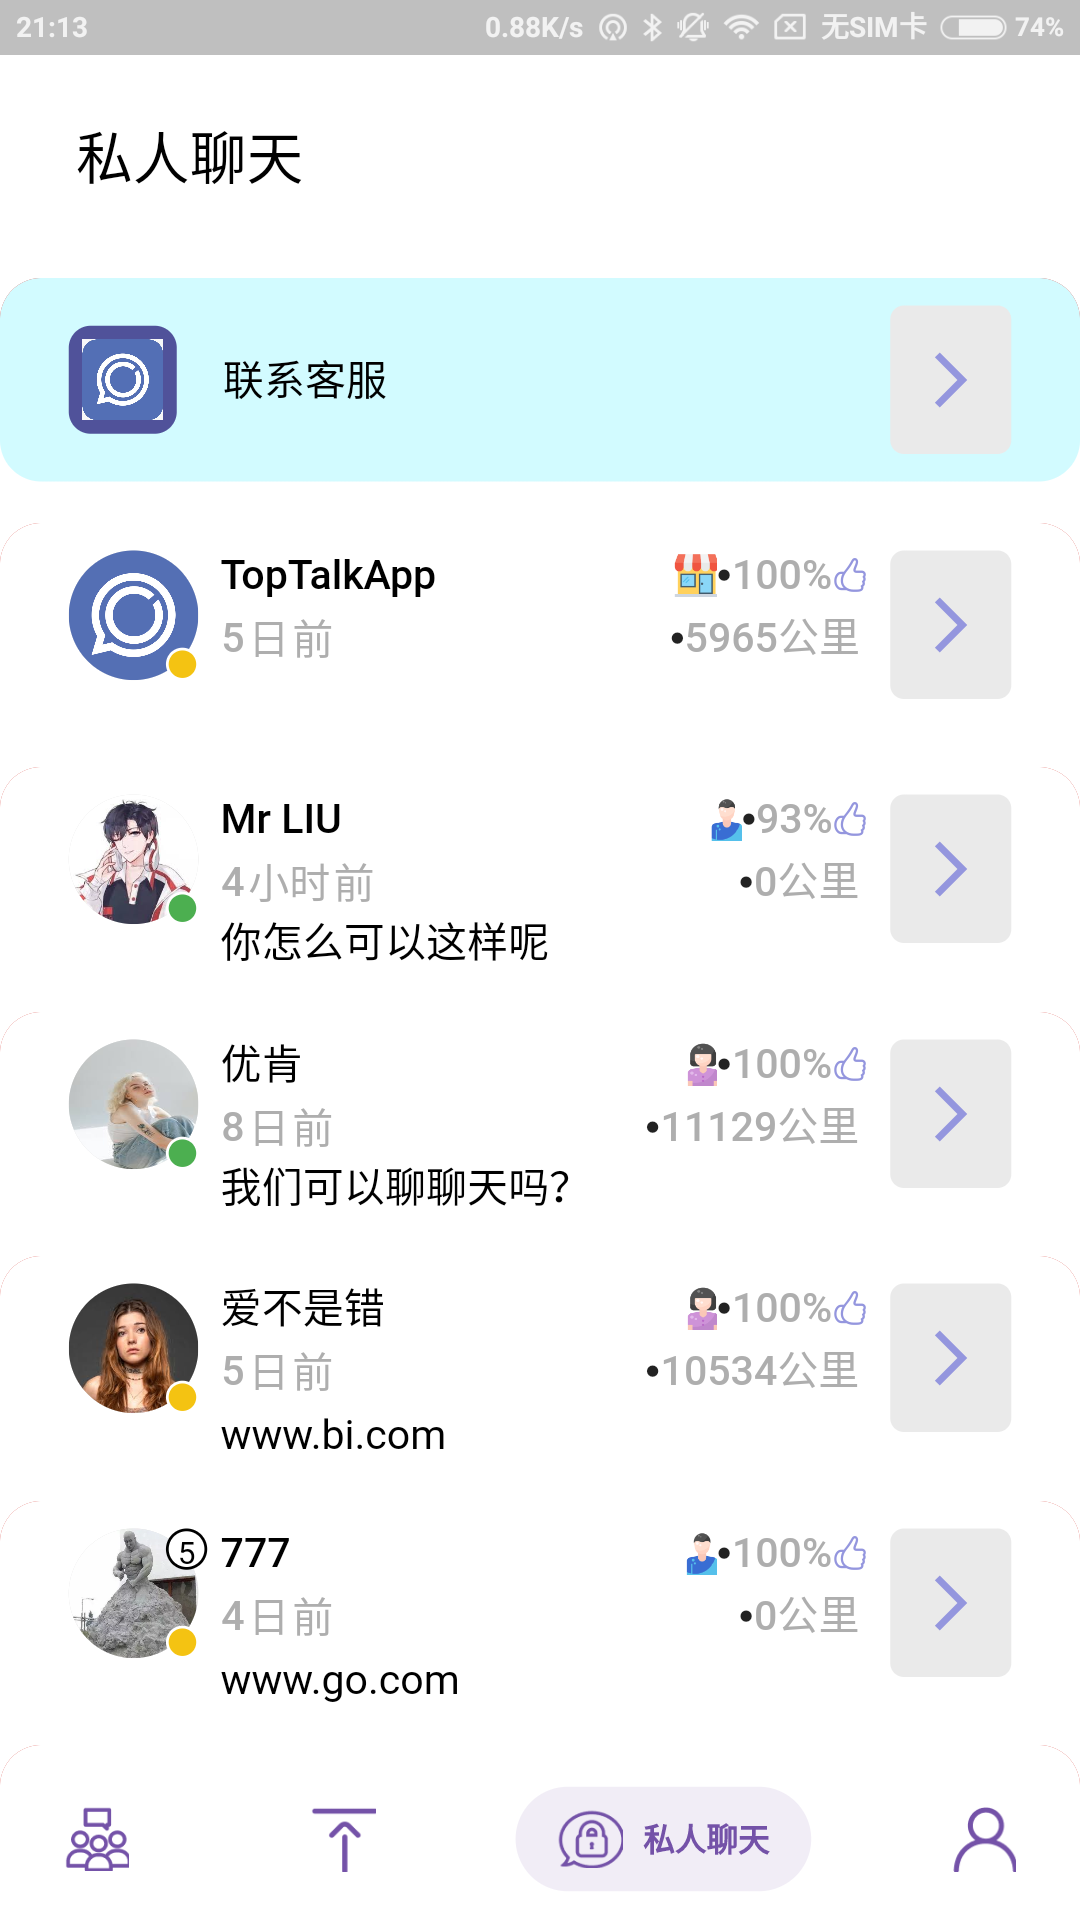 21:13 0.88K/s 无SIM卡 74%
私人聊天
联系客服
TopTalkApp •100%
5日前 •5965公里
Mr LIU •93%
4小时前 •0公里
你怎么可以这样呢
优肯 •100%
8日前 •11129公里
我们可以聊聊天吗?
爱不是错 •100%
5日前 •10534公里
www.bi.com
5 777 •100%
4日前 •0公里
www.go.com
私人聊天